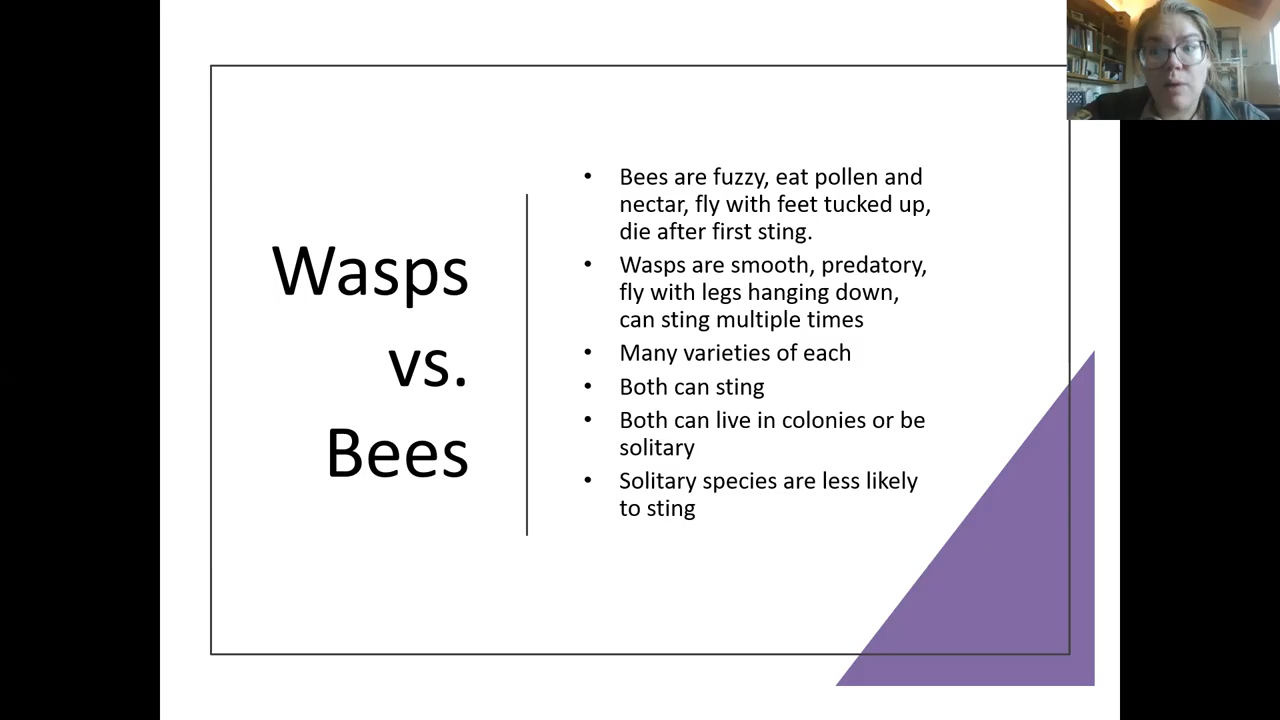 Wasps
vs.
Bees
• Bees are fuzzy, eat pollen and
nectar, fly with feet tucked up,
die after first sting.
• Wasps are smooth, predatory,
fly with legs hanging down,
can sting multiple times
• Many varieties of each
• Both can sting
• Both can live in colonies or be
solitary
• Solitary species are less likely
to sting